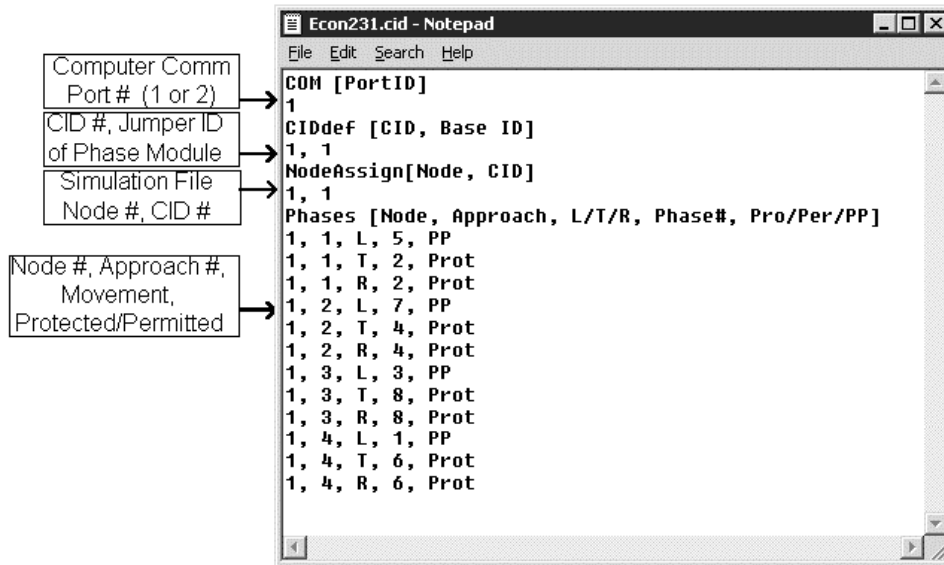 Econ231.cid - Notepad
File Edit Search Help
Computer Comm
Port # (1 or 2)
CID #, Jumper ID
of Phase Module
Simulation File
Node #, CID #
Node #, Approach #,
Movement,
Protected/Permitted
COM [PortID]
1
CIDdef [CID, Base ID]
1, 1
NodeAssign[Node, CID]
1, 1
Phases [Node, Approach, L/T/R, Phase#, Pro/Per/PP]
1, 1, L, 5, PP
1, 1, T, 2, Prot
1, 1, R, 2, Prot
1, 2, L, 7, PP
1, 2, T, 4, Prot
1, 2, R, 4, Prot
1, 3, L, 3, PP
1, 3, T, 8, Prot
1, 3, R, 8, Prot
1, 4, L, 1, PP
1, 4, T, 6, Prot
1, 4, R, 6, Prot